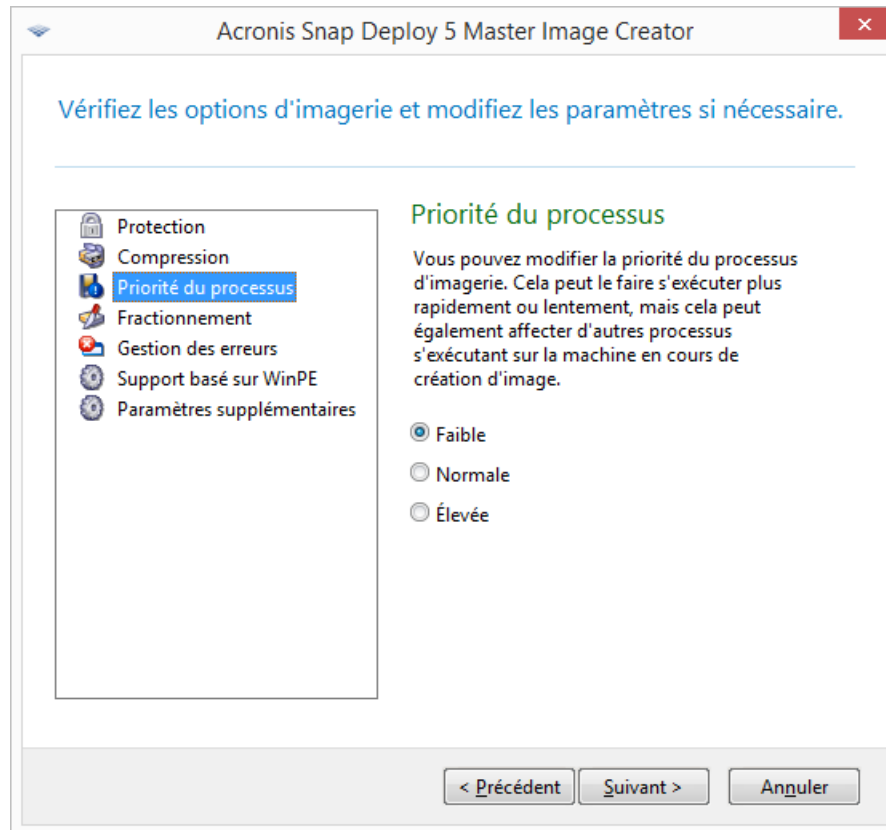 Acronis Snap Deploy 5 Master Image Creator
Vérifiez les options d'imagerie et modifiez les paramètres si nécessaire.
Protection
Compression
Priorité du processus
Fractionnement
Gestion des erreurs
Support basé sur WinPE
Paramètres supplémentaires
Priorité du processus
Vous pouvez modifier la priorité du processus
d'imagerie. Cela peut le faire s'exécuter plus
rapidement ou lentement, mais cela peut
également affecter d'autres processus
s'exécutant sur la machine en cours de
création d'image.
Faible
Normale
Élevée
< Précédent
Suivant >
Annuler